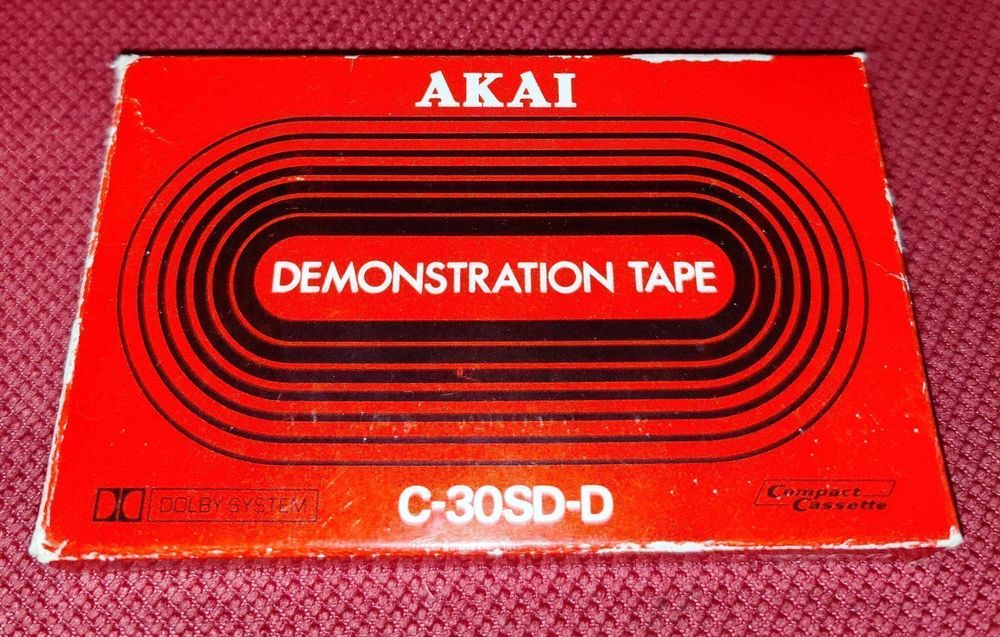 AKAI
DEMONSTRATION TAPE
DOLBY SYSTEM
C-30SD-D
Compact
Cassette